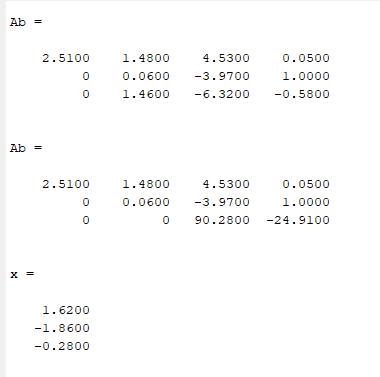 Ab =
2.5100 1.4800 4.5300 0.0500
0 0.0600 -3.9700 1.0000
0 1.4600 -6.3200 -0.5800
Ab =
2.5100 1.4800 4.5300 0.0500
0 0.0600 -3.9700 1.0000
0 0 90.2800 -24.9100
x =
1.6200
-1.8600
-0.2800